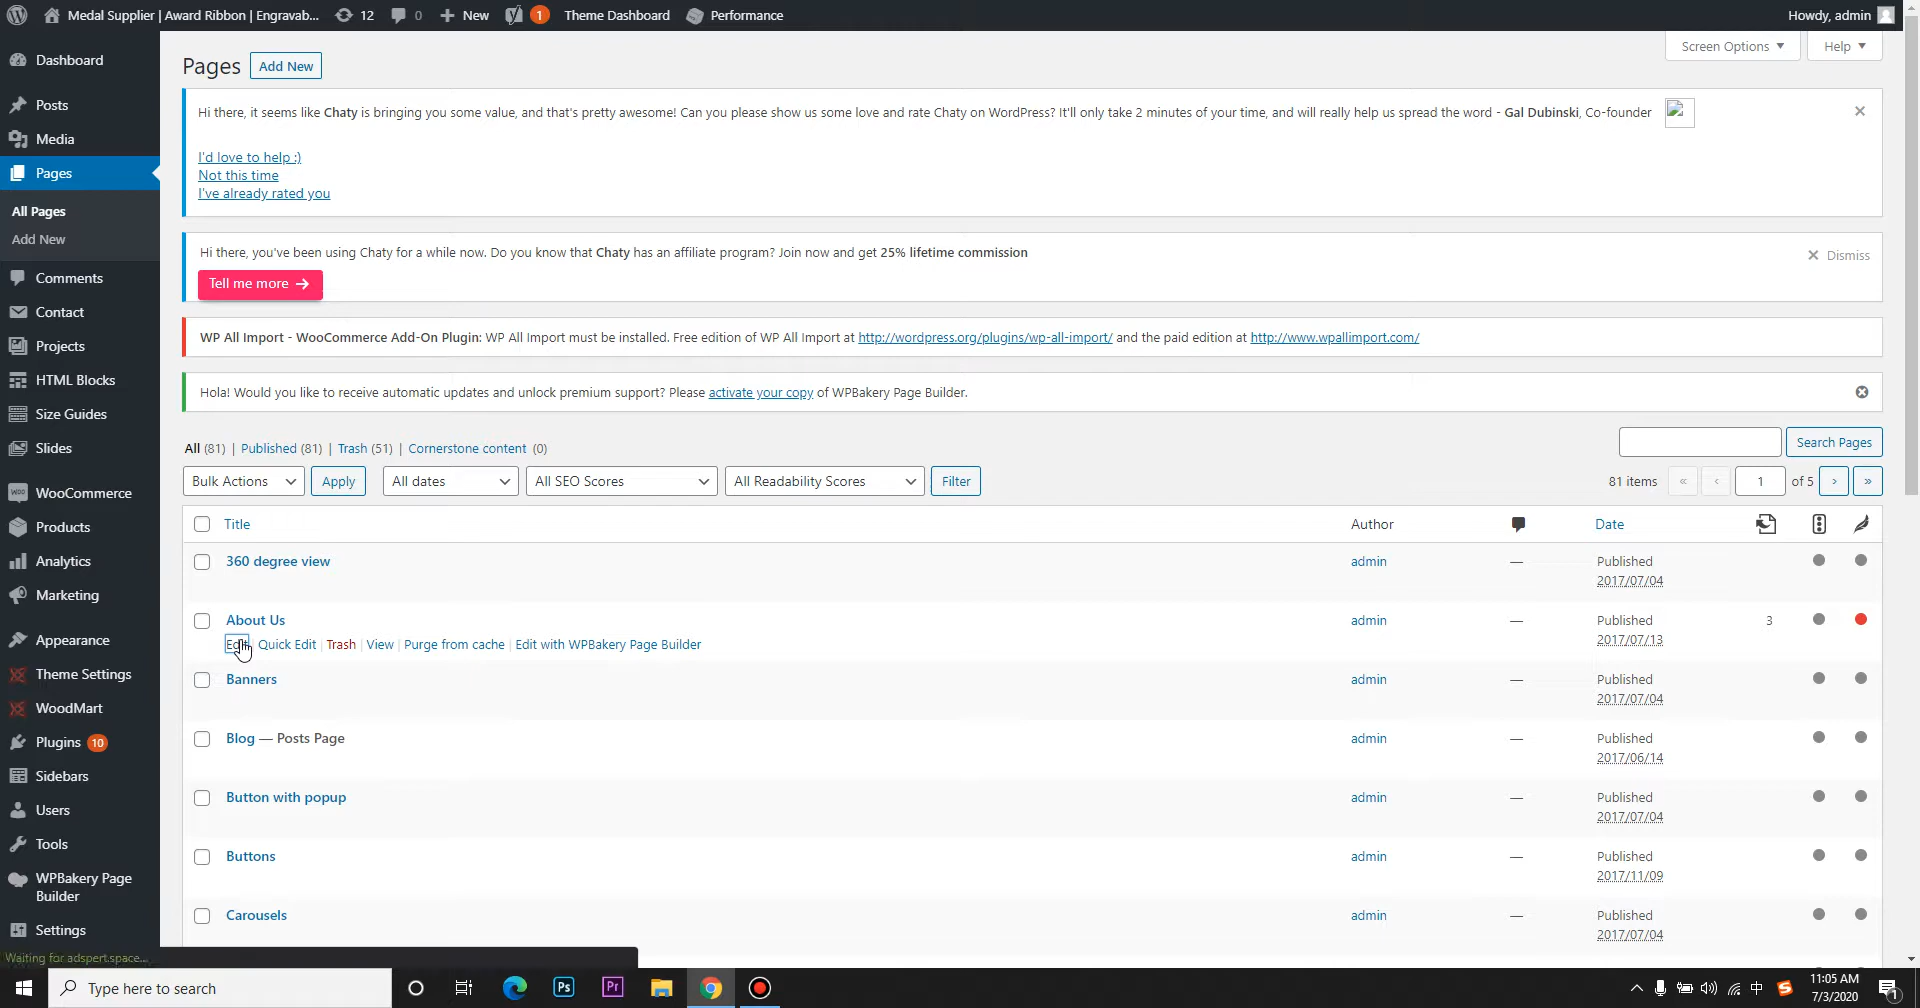 Medal Supplier | Award Ribbon | Engravab... 12 0 New 1 Theme Dashboard Performance Howdy, admin
Dashboard
Posts
Media
Pages
All Pages
Add New
Comments
Contact
Projects
HTML Blocks
Size Guides
Slides
WooCommerce
Products
Analytics
Marketing
Appearance
Theme Settings
WoodMart
Plugins 10
Sidebars
Users
Tools
WPBakery Page
Builder
Settings
Waiting for adspert.space...
Screen Options Help
Pages Add New
Hi there, it seems like Chaty is bringing you some value, and that's pretty awesome! Can you please show us some love and rate Chaty on WordPress? It'll only take 2 minutes of your time, and will really help us spread the word - Gal Dubinski, Co-founder
I'd love to help :)
Not this time
I've already rated you
Hi there, you've been using Chaty for a while now. Do you know that Chaty has an affiliate program? Join now and get 25% lifetime commission Dismiss
Tell me more →
WP All Import - WooCommerce Add-On Plugin: WP All Import must be installed. Free edition of WP All Import at http://wordpress.org/plugins/wp-all-import/ and the paid edition at http://www.wpallimport.com/
Hola! Would you like to receive automatic updates and unlock premium support? Please activate your copy of WPBakery Page Builder.
All (81) | Published (81) | Trash (51) | Cornerstone content (0) Search Pages
Bulk Actions Apply All dates All SEO Scores All Readability Scores Filter 81 items « ‹ 1 of 5 › »
Title Author Date
360 degree view admin — Published
2017/07/04
About Us admin — Published 3
Edit | Quick Edit | Trash | View | Purge from cache | Edit with WPBakery Page Builder 2017/07/13
Banners admin — Published
2017/07/04
Blog — Posts Page admin — Published
2017/06/14
Button with popup admin — Published
2017/07/04
Buttons admin — Published
2017/11/09
Carousels admin — Published
2017/07/04
Type here to search Ps Pr 中 S 11:05 AM
7/3/2020 1